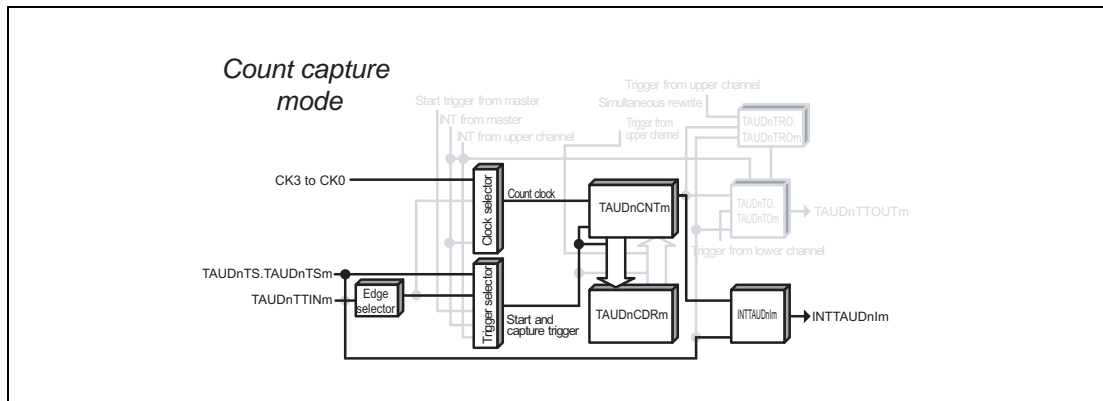 Count capture
mode
Trigger from upper channel
Simultaneous rewrite
Start trigger from master
INT from master
INT from upper channel
Trigger from
upper channel
TAUDnTRO.
TAUDnTROm
CK3 to CK0
Clock selector
Count clock
TAUDnCNTm
TAUDnTO.
TAUDnTOm
TAUDnTTOUTm
Trigger from lower channel
TAUDnTS.TAUDnTSm
TAUDnTTINm
Edge
selector
Trigger selector
Start and
capture trigger
TAUDnCDRm
INTTAUDnIm
INTTAUDnIm